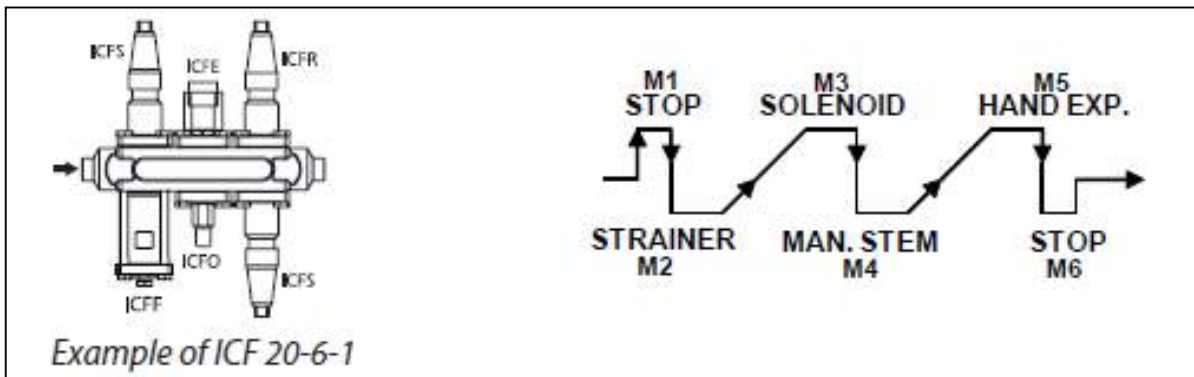 ICFS
ICFE
ICFR
ICFF
ICFO
ICFS
Example of ICF 20-6-1
M1
STOP
M3
SOLENOID
M5
HAND EXP.
STRAINER
M2
MAN. STEM
M4
STOP
M6